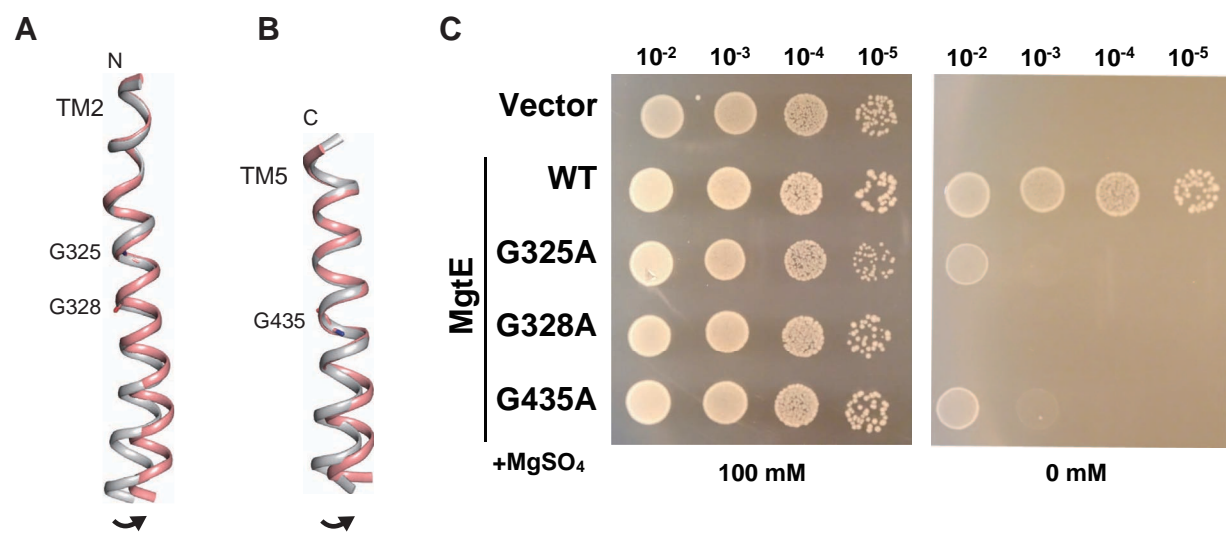 A
B
C
N
TM2
G325
G328
C
TM5
G435
10-2 10-3 10-4 10-5
10-2 10-3 10-4 10-5
Vector
WT
G325A
G328A
G435A
MgtE
+MgSO4
100 mM
0 mM